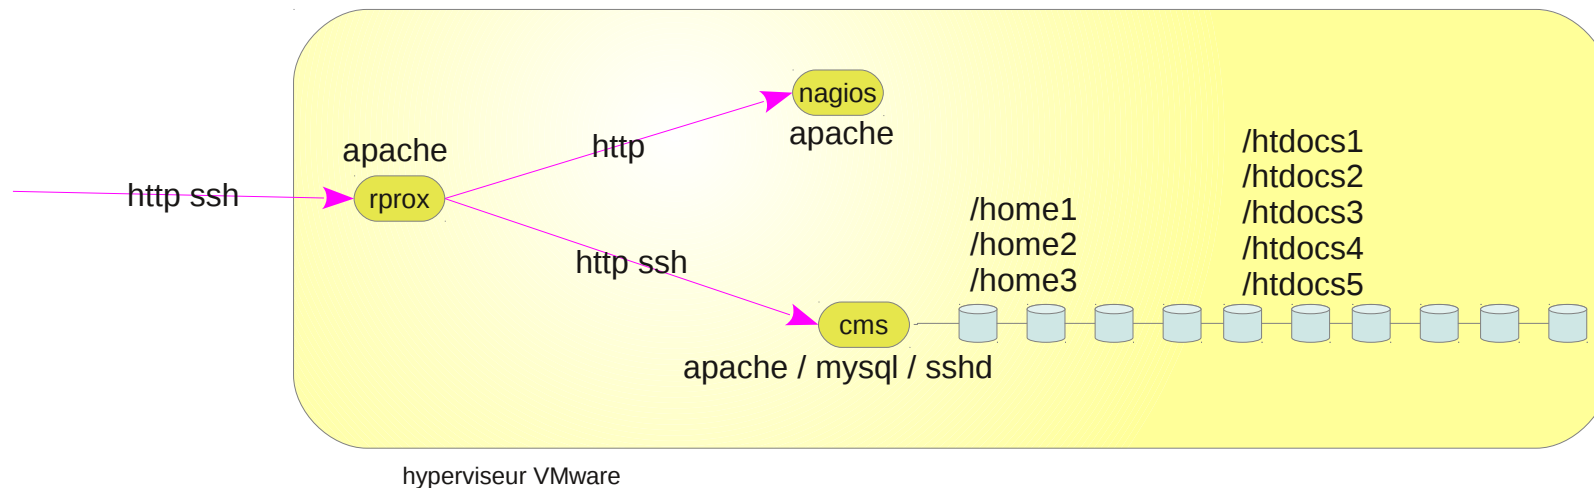 http ssh
apache
rprox
http
http ssh
nagios
apache
cms
apache / mysql / sshd
/home1
/home2
/home3
/htdocs1
/htdocs2
/htdocs3
/htdocs4
/htdocs5
hyperviseur VMware